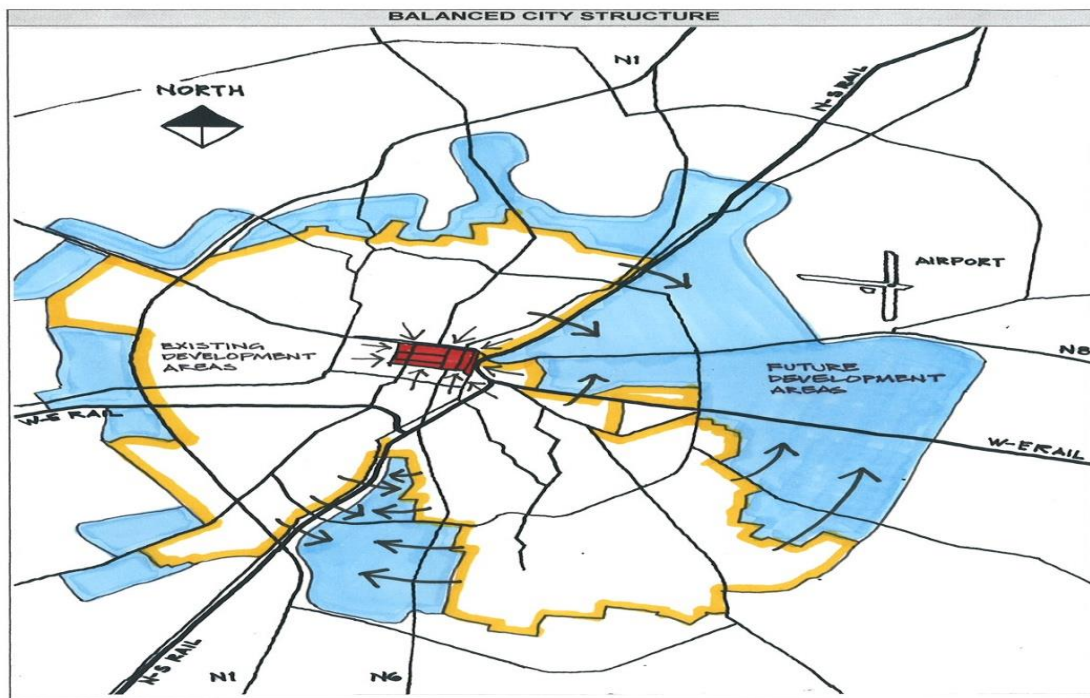 BALANCED CITY STRUCTURE
N1
N-S RAIL
NORTH
AIRPORT
EXISTING
DEVELOPMENT
AREAS
N8
FUTURE
DEVELOPMENT
AREAS
W-S RAIL
W-E RAIL
N-S RAIL
N1
N6